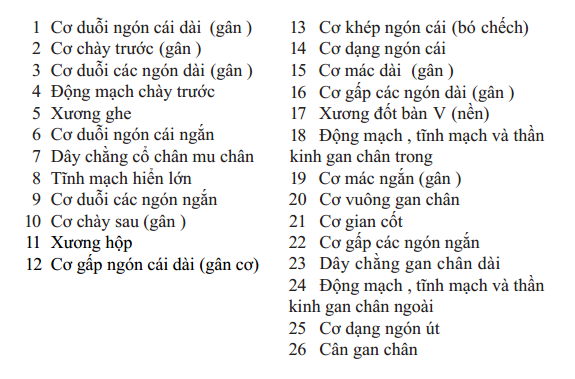 1 Cơ duỗi ngón cái dài (gân )
2 Cơ chày trước (gân )
3 Cơ duỗi các ngón dài (gân )
4 Động mạch chày trước
5 Xương ghe
6 Cơ duỗi ngón cái ngắn
7 Dây chằng cổ chân mu chân
8 Tĩnh mạch hiển lớn
9 Cơ duỗi các ngón ngắn
10 Cơ chày sau (gân )
11 Xương hộp
12 Cơ gấp ngón cái dài (gân cơ)
13 Cơ khép ngón cái (bó chếch)
14 Cơ dạng ngón cái
15 Cơ mác dài (gân )
16 Cơ gấp các ngón dài (gân )
17 Xương đốt bàn V (nền)
18 Động mạch , tĩnh mạch và thần
kinh gan chân trong
19 Cơ mác ngắn (gân )
20 Cơ vuông gan chân
21 Cơ gian cốt
22 Cơ gấp các ngón ngắn
23 Dây chằng gan chân dài
24 Động mạch , tĩnh mạch và thần
kinh gan chân ngoài
25 Cơ dạng ngón út
26 Cân gan chân